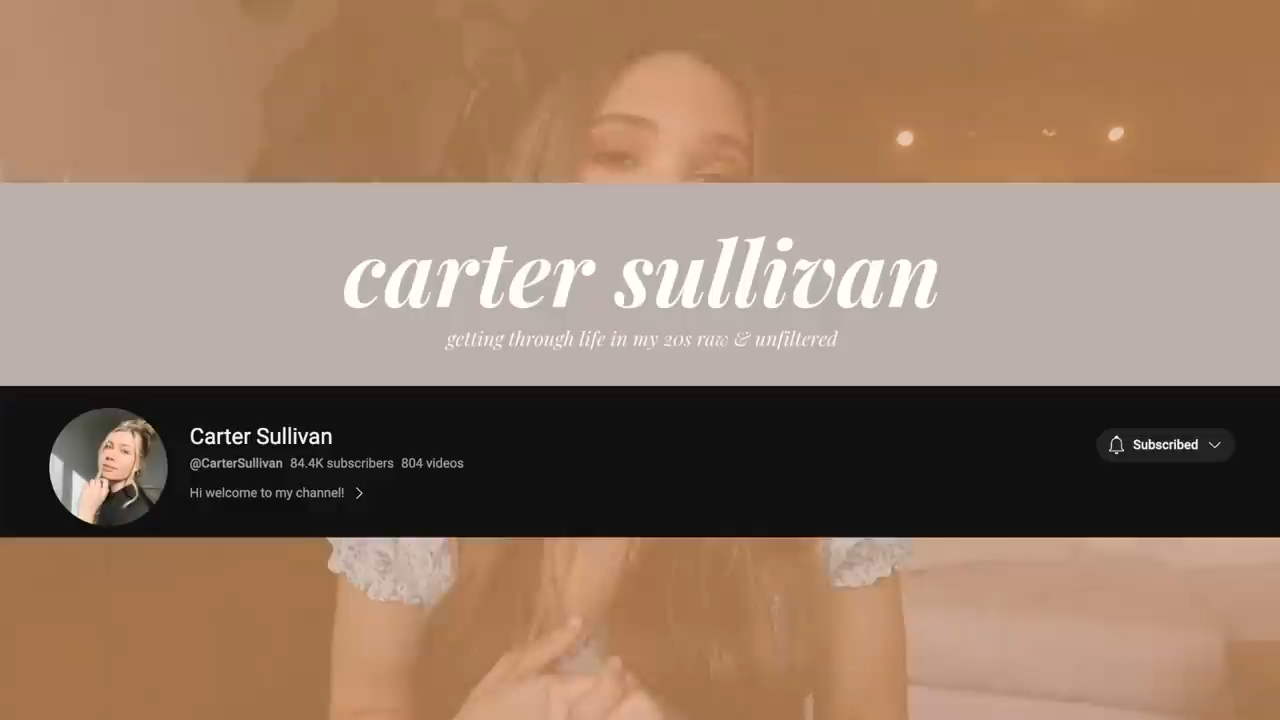 carter sullivan
getting through life in my 20s raw & unfiltered
Carter Sullivan
@CarterSullivan 84.4K subscribers 804 videos
Hi welcome to my channel!
Subscribed